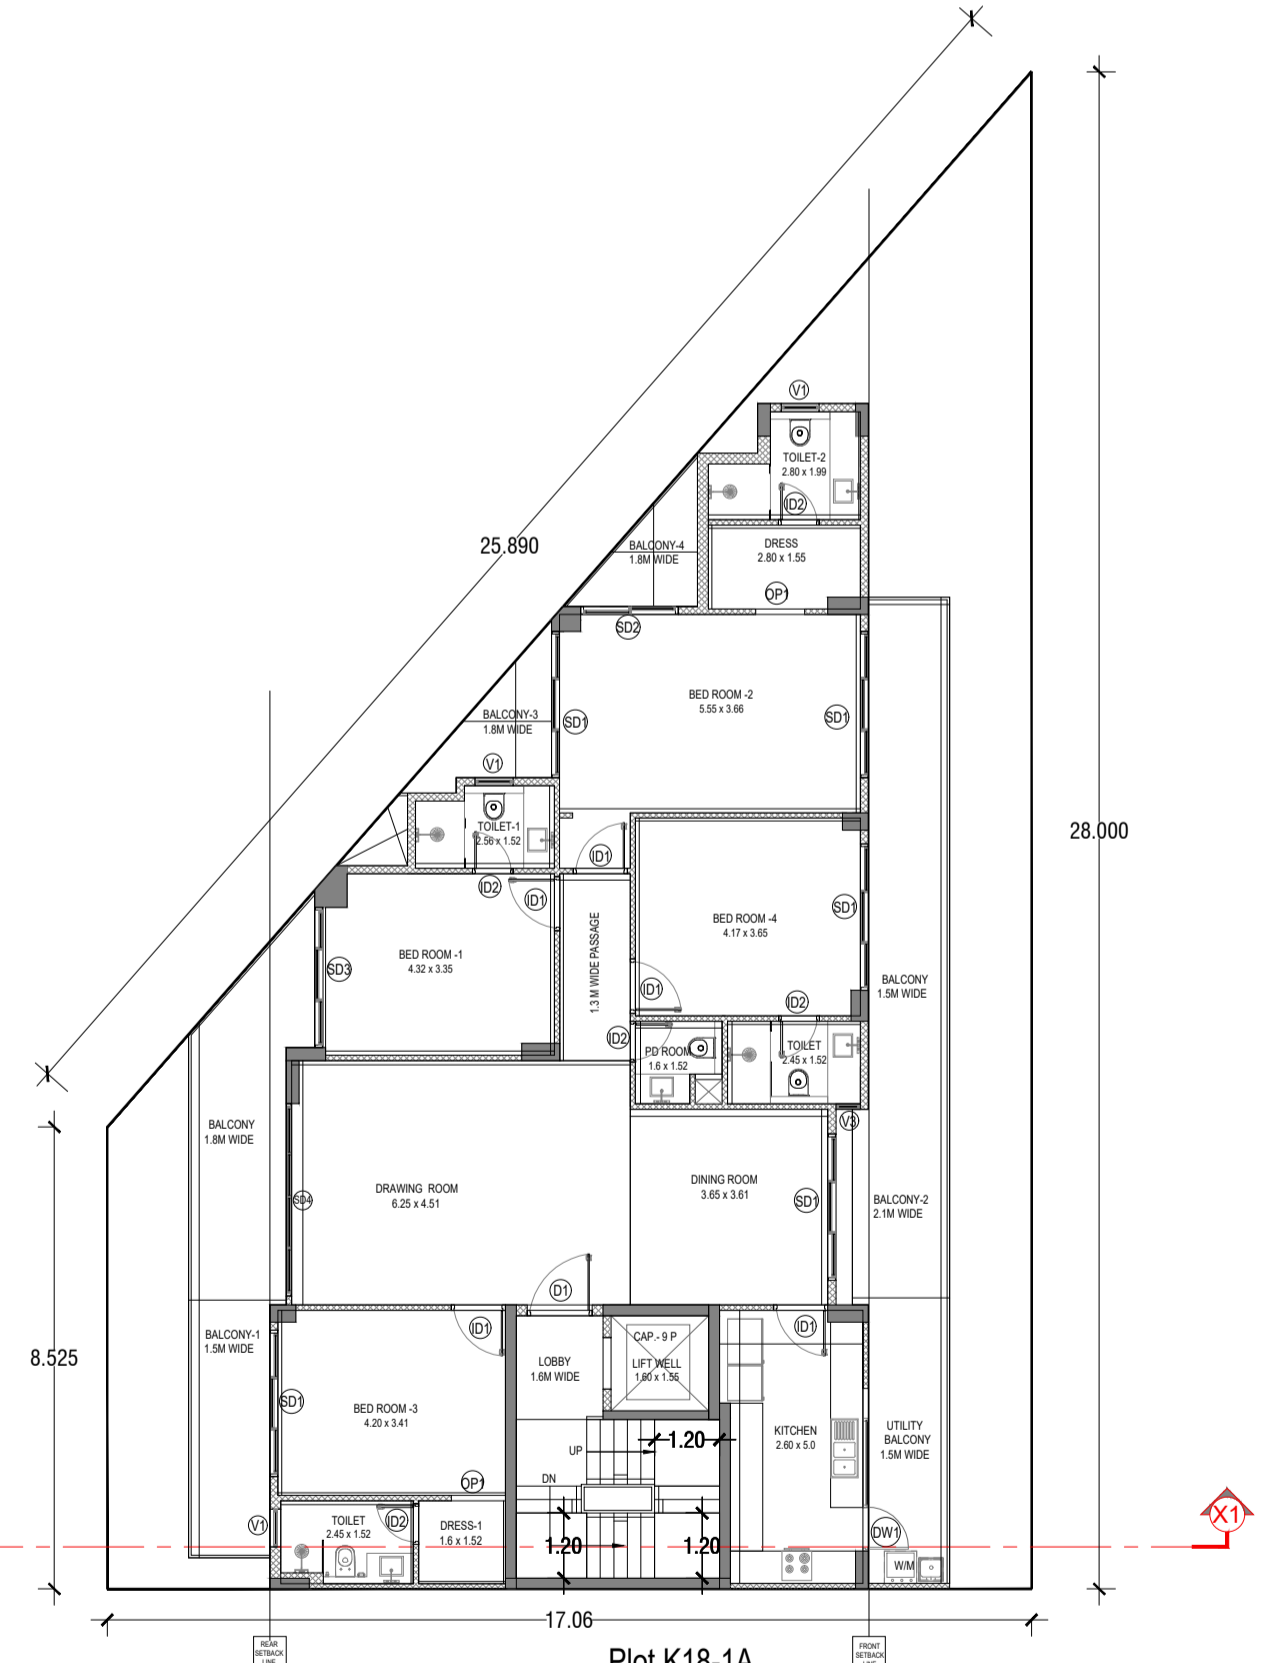 V1
TOILET-2
2.80 x 1.99
ID2
25.890
BALCONY-4
1.8M WIDE
DRESS
2.80 x 1.55
OP1
SD2
BED ROOM -2
5.55 x 3.66
BALCONY-3
1.8M WIDE
SD1
SD1
V1
28.000
TOILET-1
2.56 x 1.52
ID1
ID2
ID1
SD1
BED ROOM -4
4.17 x 3.65
1.3 M WIDE PASSAGE
BED ROOM -1
4.32 x 3.35
SD3
BALCONY
1.5M WIDE
ID1
ID2
ID2
PD ROOM
1.6 x 1.52
TOILET
2.45 x 1.52
BALCONY
1.8M WIDE
V3
DRAWING ROOM
6.25 x 4.51
DINING ROOM
3.65 x 3.61
SD4
SD1
BALCONY-2
2.1M WIDE
D1
BALCONY-1
1.5M WIDE
ID1
CAP.- 9 P
LIFT WELL
1.60 x 1.55
ID1
8.525
LOBBY
1.6M WIDE
SD1
BED ROOM -3
4.20 x 3.41
1.20
KITCHEN
2.60 x 5.0
UTILITY
BALCONY
1.5M WIDE
UP
DN
OP1
V1
TOILET
2.45 x 1.52
ID2
DRESS-1
1.6 x 1.52
1.20
1.20
DW1
X1
W/M
17.06
REAR
SETBACK
LINE
FRONT
SETBACK
LINE
Plot K18-1A